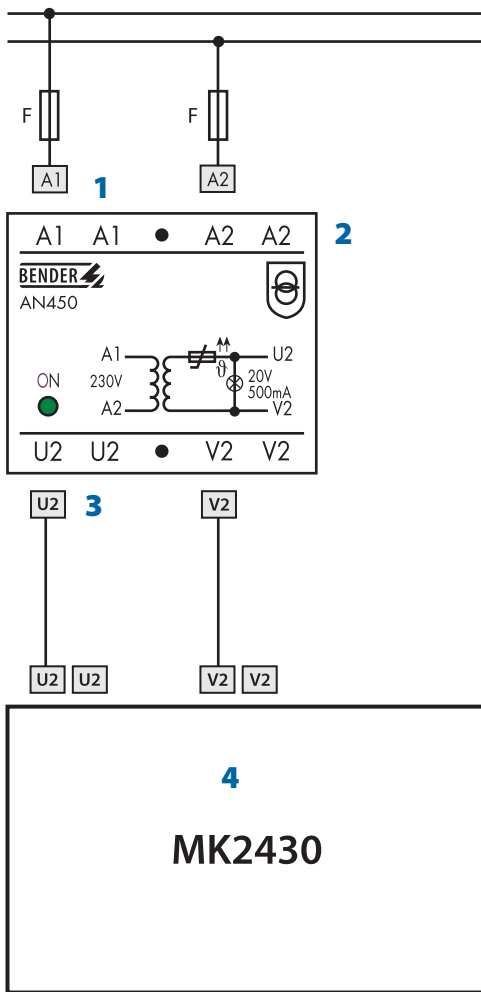 F F
A1 1 A2
A1 A1 A2 A2 2
BENDER
AN450
A1 U2
ON 230V ϑ 20V
500mA
A2 V2
U2 U2 V2 V2
U2 3 V2
U2 U2 V2 V2
4
MK2430